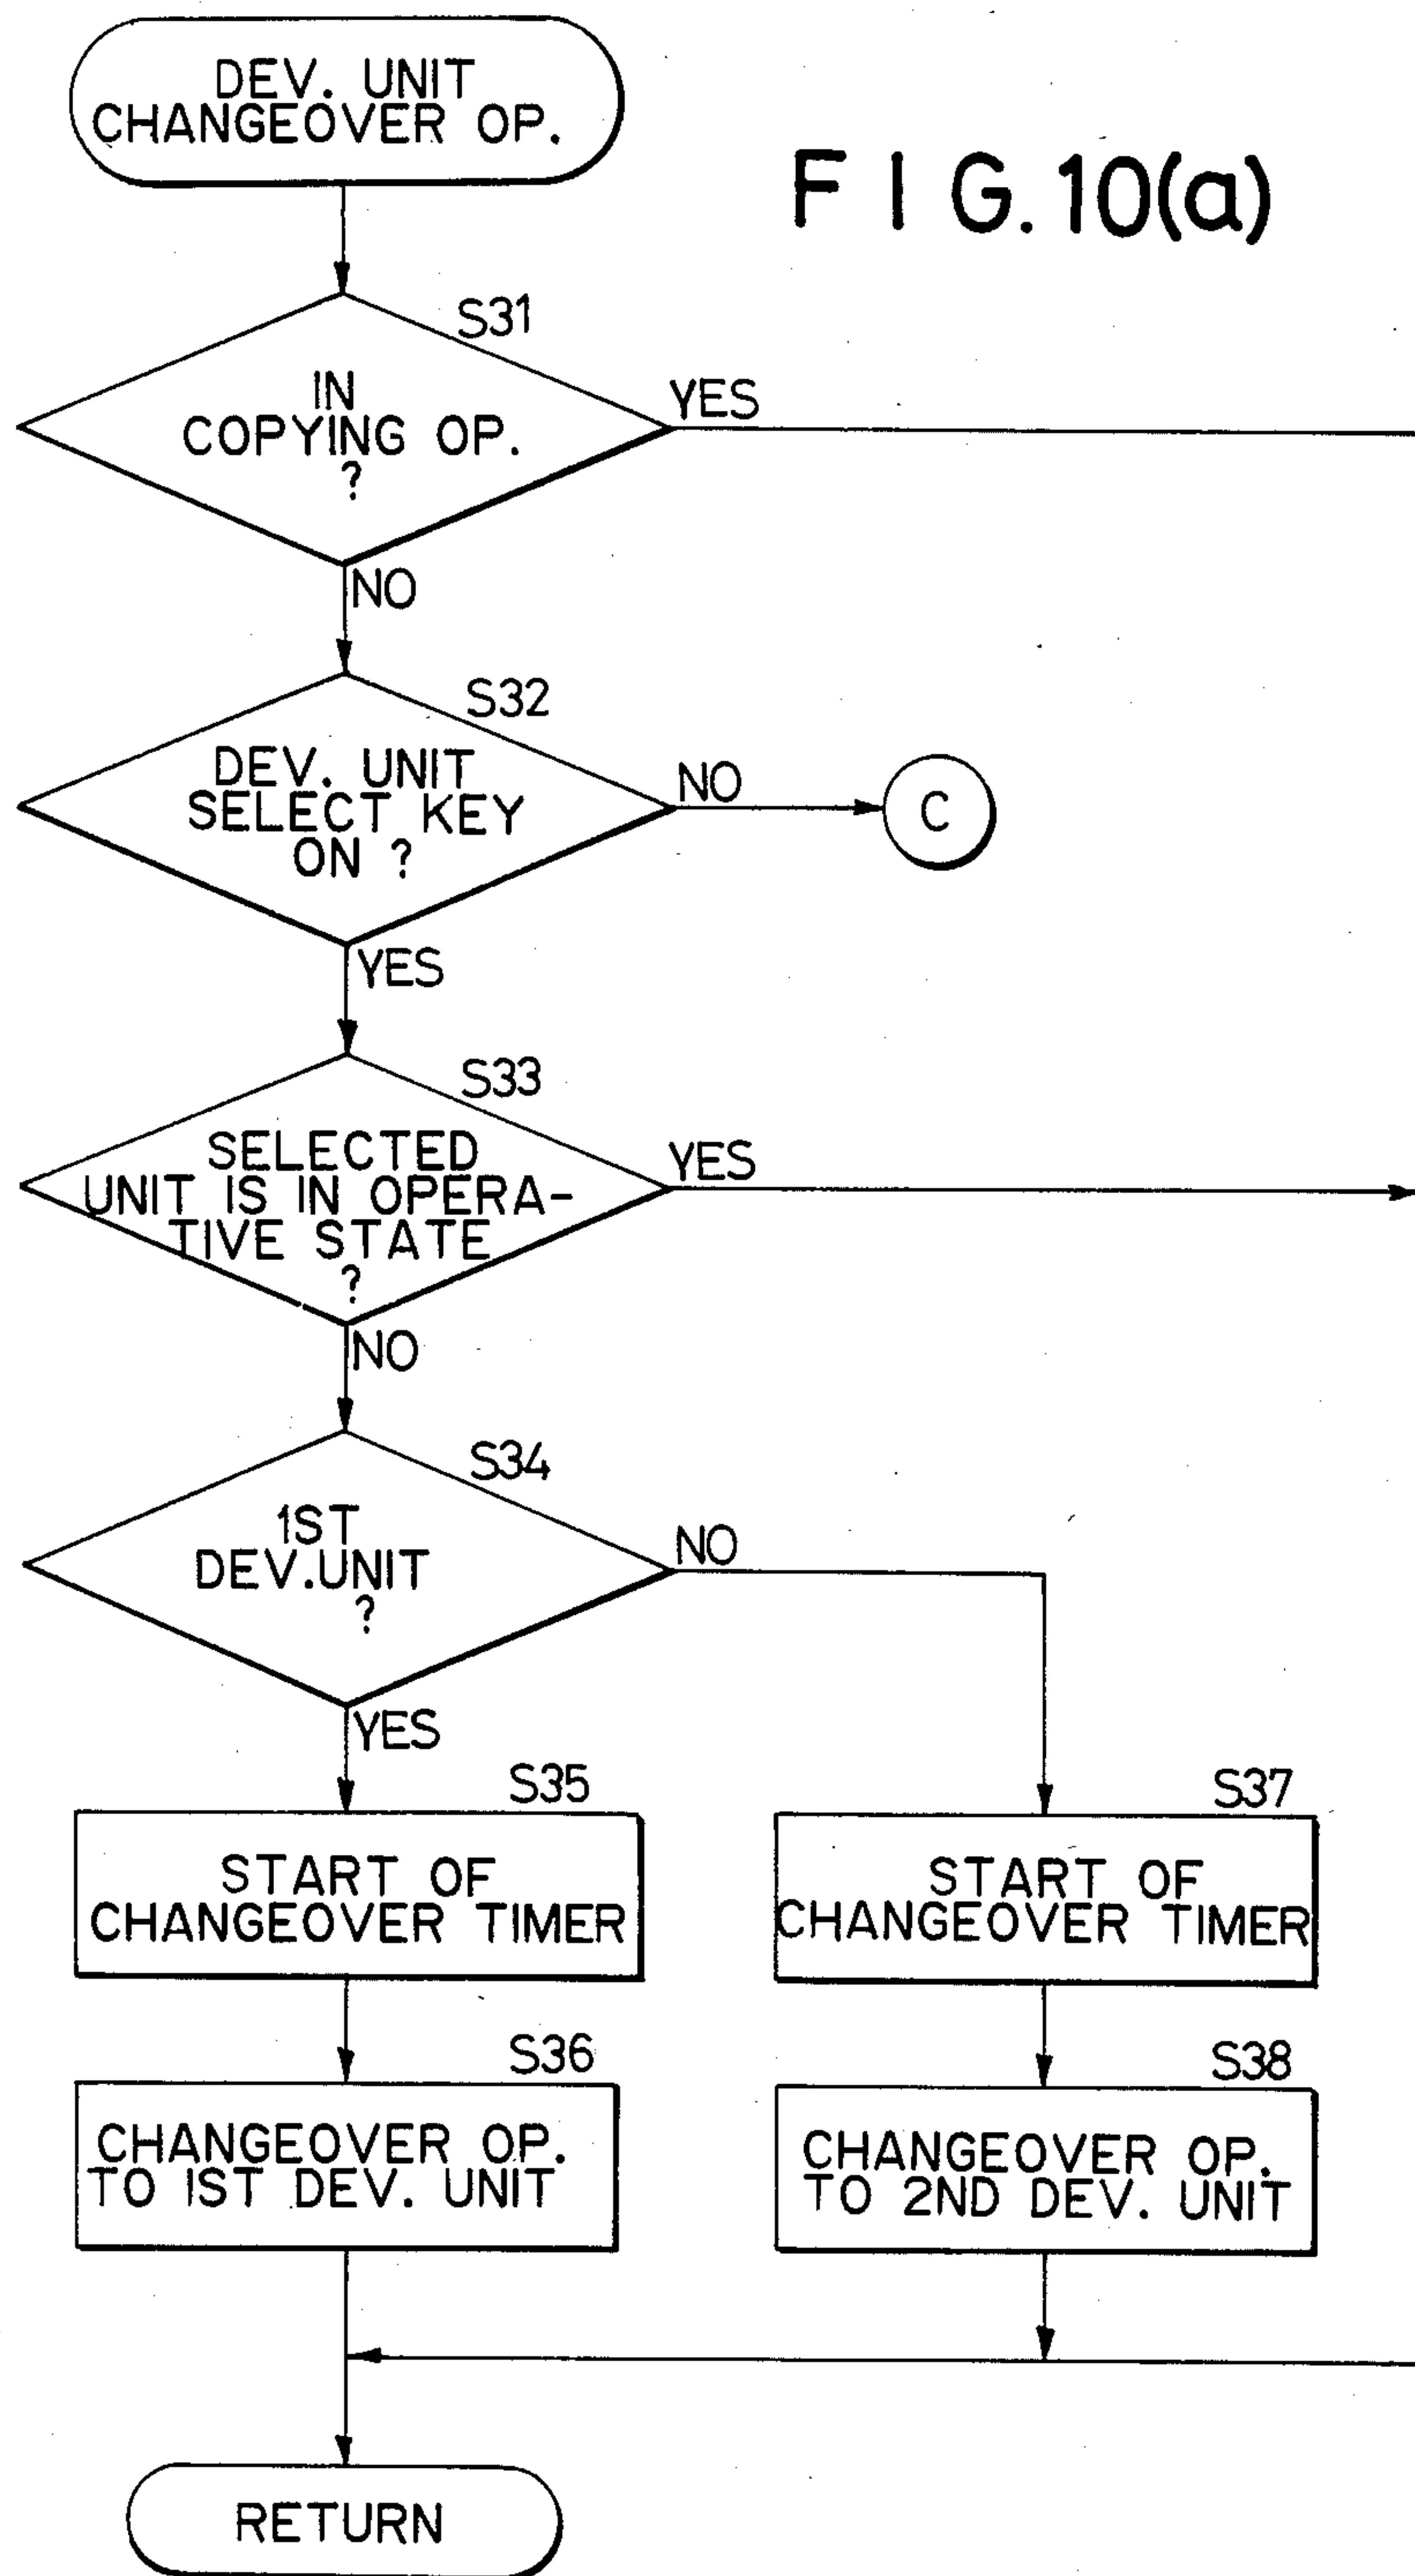 DEV. UNIT
CHANGEOVER OP.
FIG.10(a)
S31
IN
COPYING OP.
?
YES
NO
S32
DEV. UNIT
SELECT KEY
ON ?
NO
C
YES
S33
SELECTED
UNIT IS IN OPERA-
TIVE STATE
?
YES
NO
S34
1ST
DEV.UNIT
?
NO
YES
S35
START OF
CHANGEOVER TIMER
S37
START OF
CHANGEOVER TIMER
S36
CHANGEOVER OP.
TO 1ST DEV. UNIT
S38
CHANGEOVER OP.
TO 2ND DEV. UNIT
RETURN